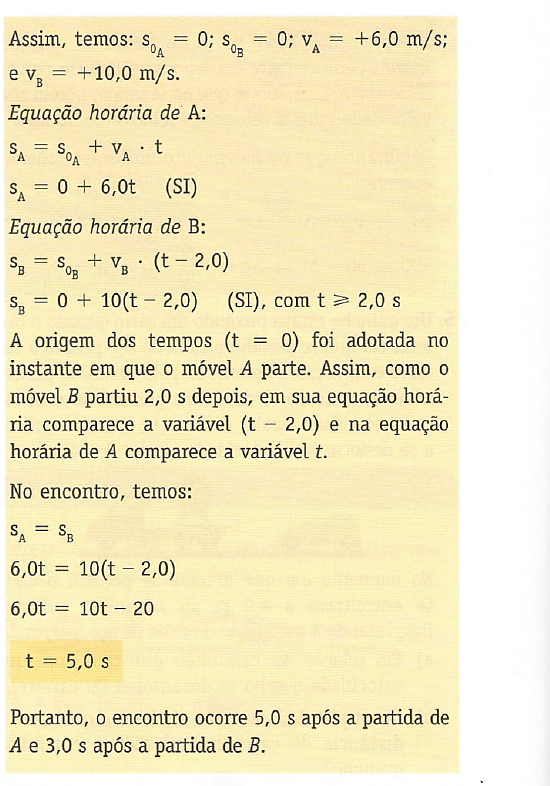 Assim, temos: s₀A = 0; s₀B = 0; vA = +6,0 m/s;
e vB = +10,0 m/s.
Equação horária de A:
sA = s₀A + vA · t
sA = 0 + 6,0t (SI)
Equação horária de B:
sB = s₀B + vB · (t − 2,0)
sB = 0 + 10(t − 2,0) (SI), com t ⩾ 2,0 s
A origem dos tempos (t = 0) foi adotada no
instante em que o móvel A parte. Assim, como o
móvel B partiu 2,0 s depois, em sua equação horá-
ria comparece a variável (t − 2,0) e na equação
horária de A comparece a variável t.
No encontro, temos:
sA = sB
6,0t = 10(t − 2,0)
6,0t = 10t − 20
t = 5,0 s
Portanto, o encontro ocorre 5,0 s após a partida de
A e 3,0 s após a partida de B.